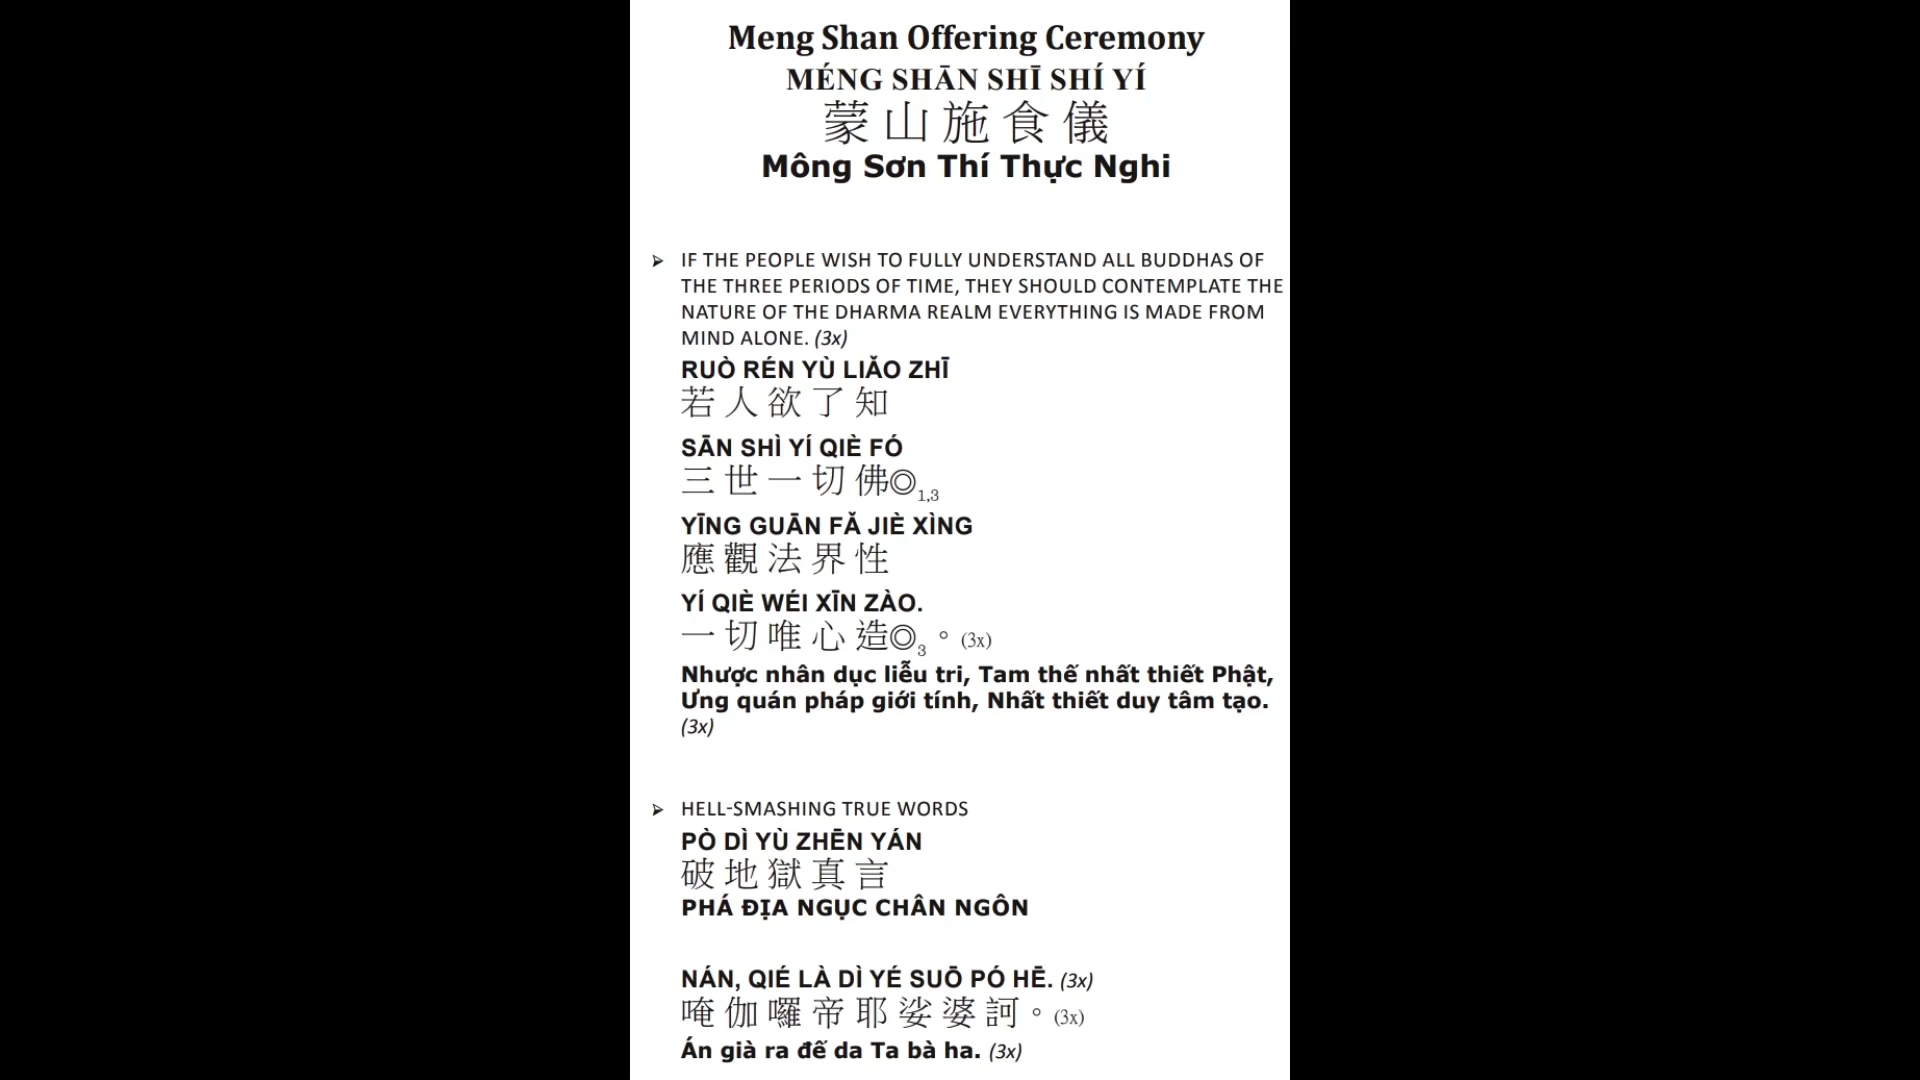 Meng Shan Offering Ceremony
MÉNG SHĀN SHĪ SHÍ YÍ
蒙山施食儀
Mông Sơn Thí Thực Nghi
➢ IF THE PEOPLE WISH TO FULLY UNDERSTAND ALL BUDDHAS OF
THE THREE PERIODS OF TIME, THEY SHOULD CONTEMPLATE THE
NATURE OF THE DHARMA REALM EVERYTHING IS MADE FROM
MIND ALONE. (3x)
RUÒ RÉN YÙ LIǍO ZHĪ
若人欲了知
SĀN SHÌ YÍ QIÈ FÓ
三世一切佛◎1,3
YĪNG GUĀN FǍ JIÈ XÌNG
應觀法界性
YÍ QIÈ WÉI XĪN ZÀO.
一切唯心造◎3。(3x)
Nhược nhân dục liễu tri, Tam thế nhất thiết Phật,
Ưng quán pháp giới tính, Nhất thiết duy tâm tạo.
(3x)
➢ HELL-SMASHING TRUE WORDS
PÒ DÌ YÙ ZHĒN YÁN
破地獄真言
PHÁ ĐỊA NGỤC CHÂN NGÔN
NÁN, QIÉ LÀ DÌ YÉ SUŌ PÓ HĒ. (3x)
唵伽囉帝耶娑婆訶。(3x)
Án già ra đế da Ta bà ha. (3x)